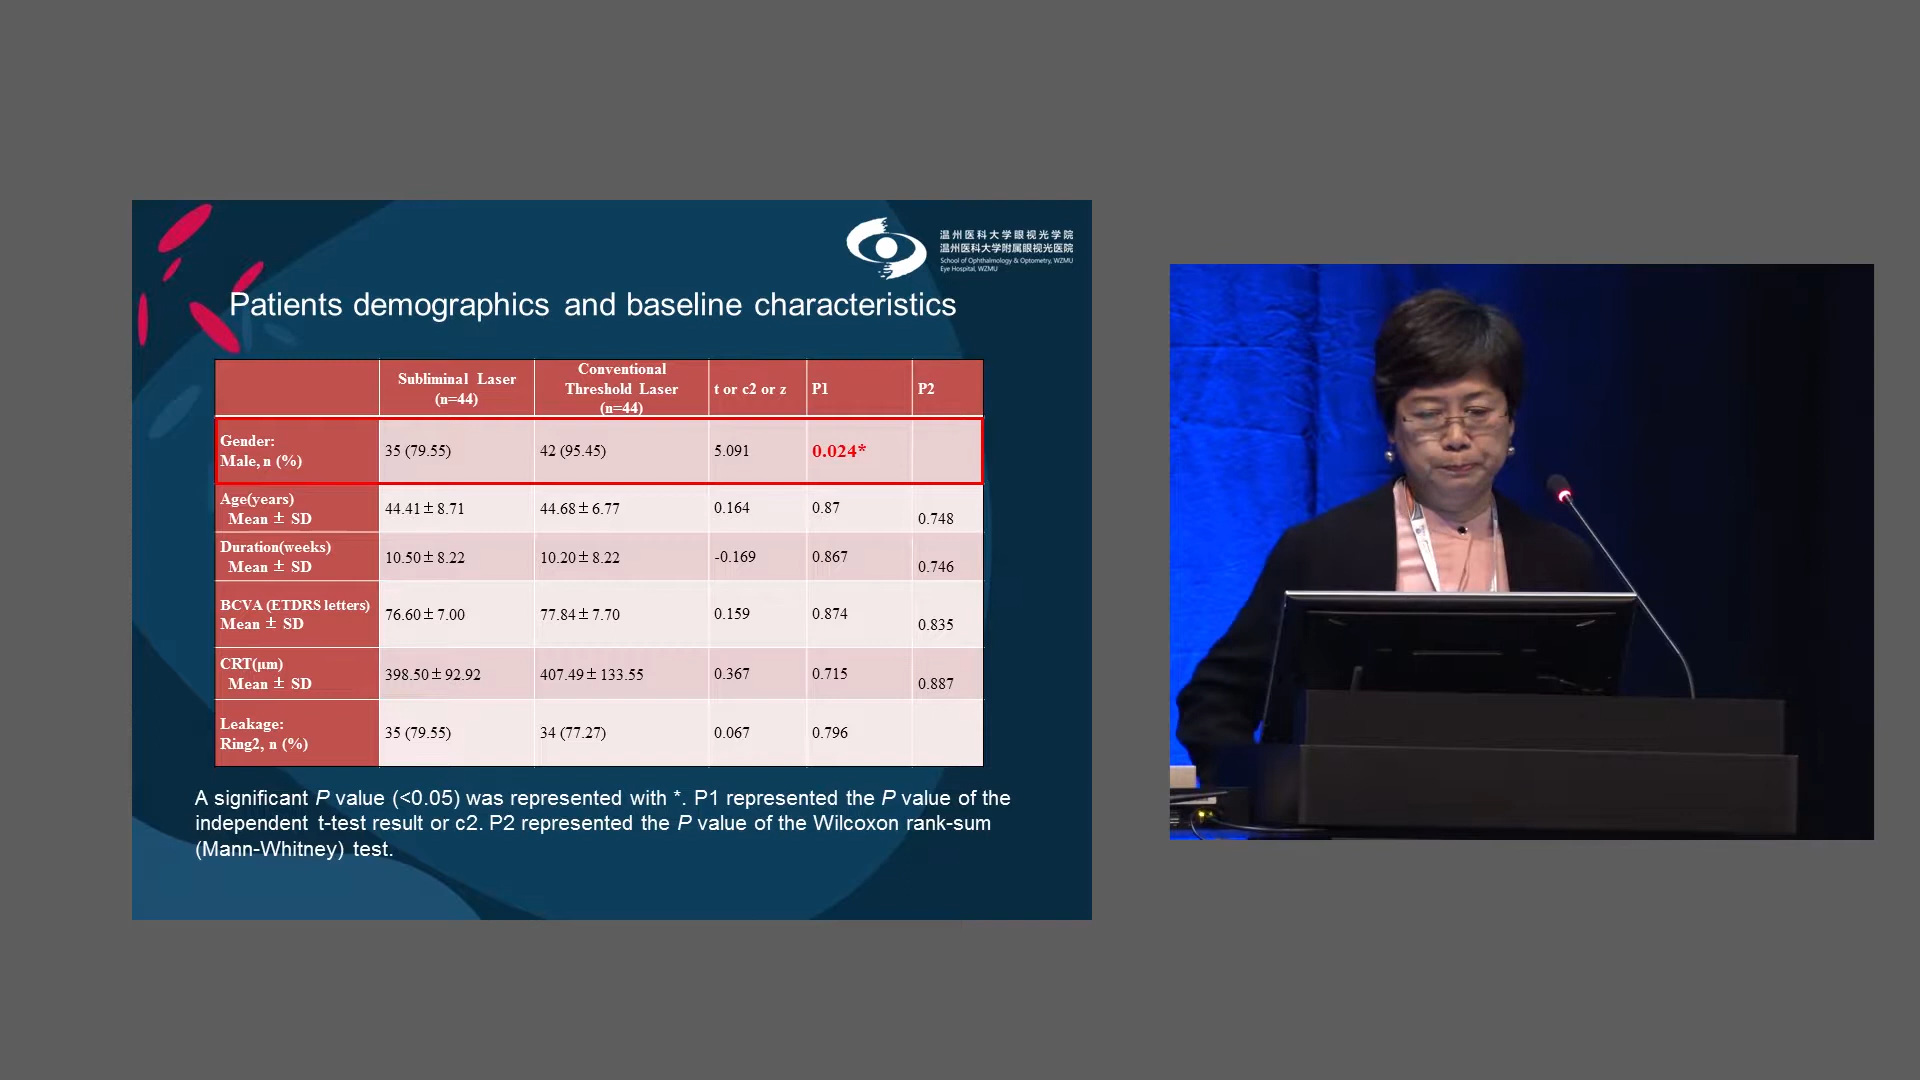 温州医科大学眼视光学院
温州医科大学附属眼视光医院
School of Ophthalmology & Optometry, WZMU
Eye Hospital, WZMU
Patients demographics and baseline characteristics
Subliminal Laser (n=44) Conventional Threshold Laser (n=44) t or c2 or z P1 P2
Gender: Male, n (%) 35 (79.55) 42 (95.45) 5.091 0.024*
Age(years) Mean ± SD 44.41±8.71 44.68±6.77 0.164 0.87 0.748
Duration(weeks) Mean ± SD 10.50±8.22 10.20±8.22 -0.169 0.867 0.746
BCVA (ETDRS letters) Mean ± SD 76.60±7.00 77.84±7.70 0.159 0.874 0.835
CRT(μm) Mean ± SD 398.50±92.92 407.49±133.55 0.367 0.715 0.887
Leakage: Ring2, n (%) 35 (79.55) 34 (77.27) 0.067 0.796
A significant P value (<0.05) was represented with *. P1 represented the P value of the
independent t-test result or c2. P2 represented the P value of the Wilcoxon rank-sum
(Mann-Whitney) test.